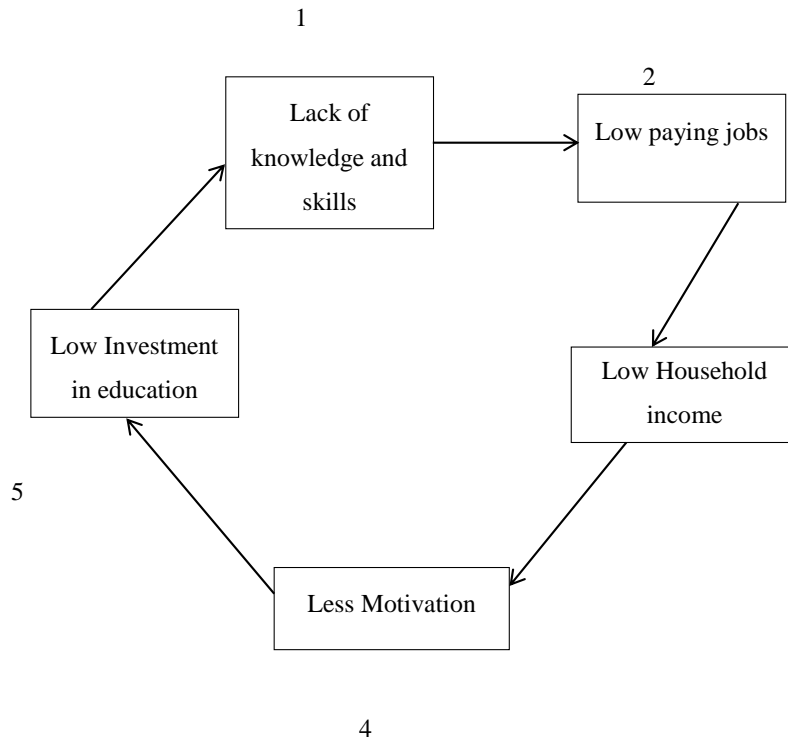 1
2
Lack of
knowledge and
skills
Low paying jobs
Low Investment
in education
Low Household
income
5
Less Motivation
4